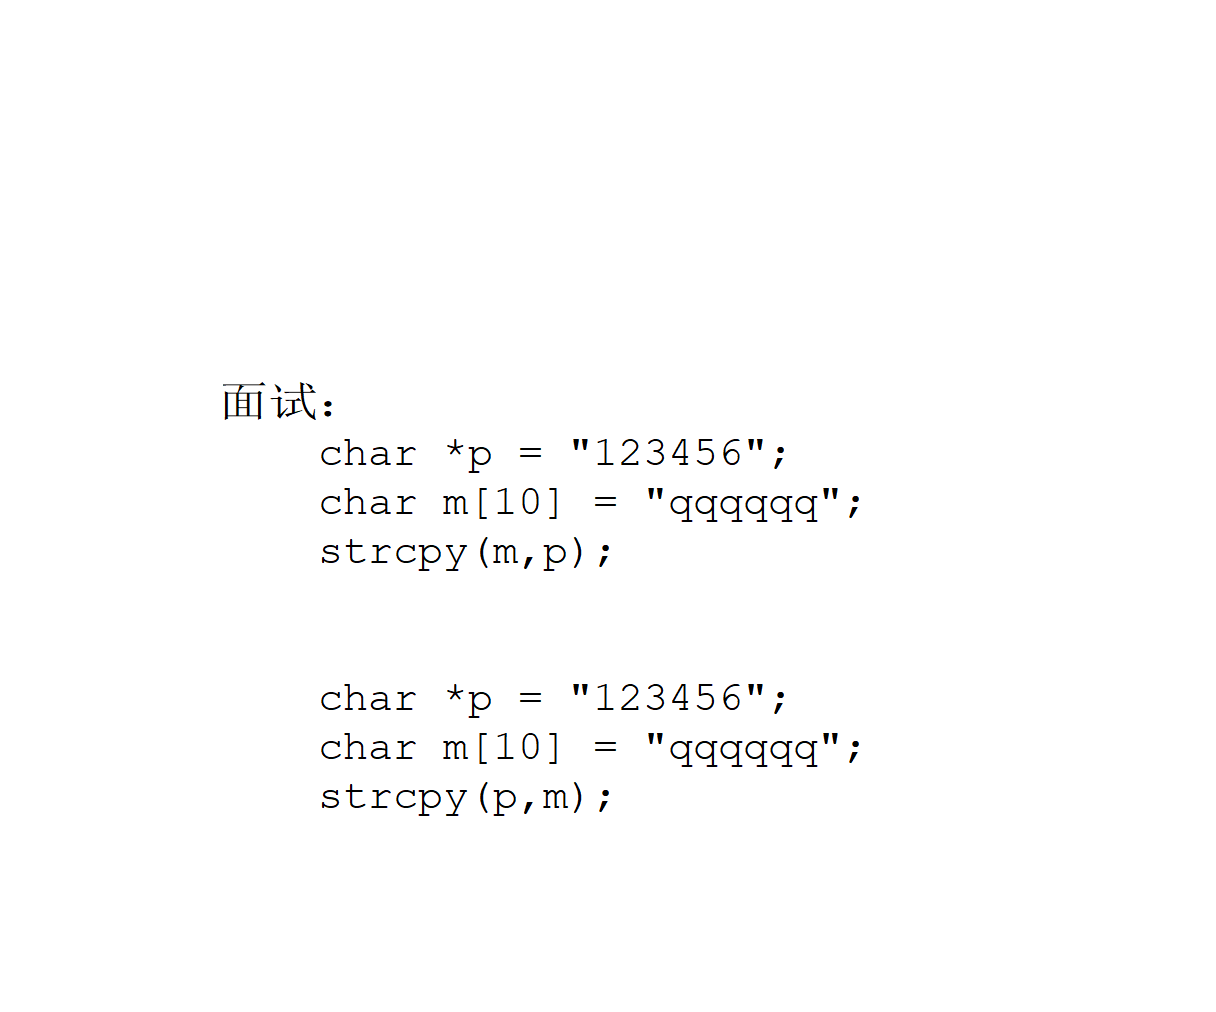 面试：
char *p = "123456";
char m[10] = "qqqqqq";
strcpy(m,p);
char *p = "123456";
char m[10] = "qqqqqq";
strcpy(p,m);